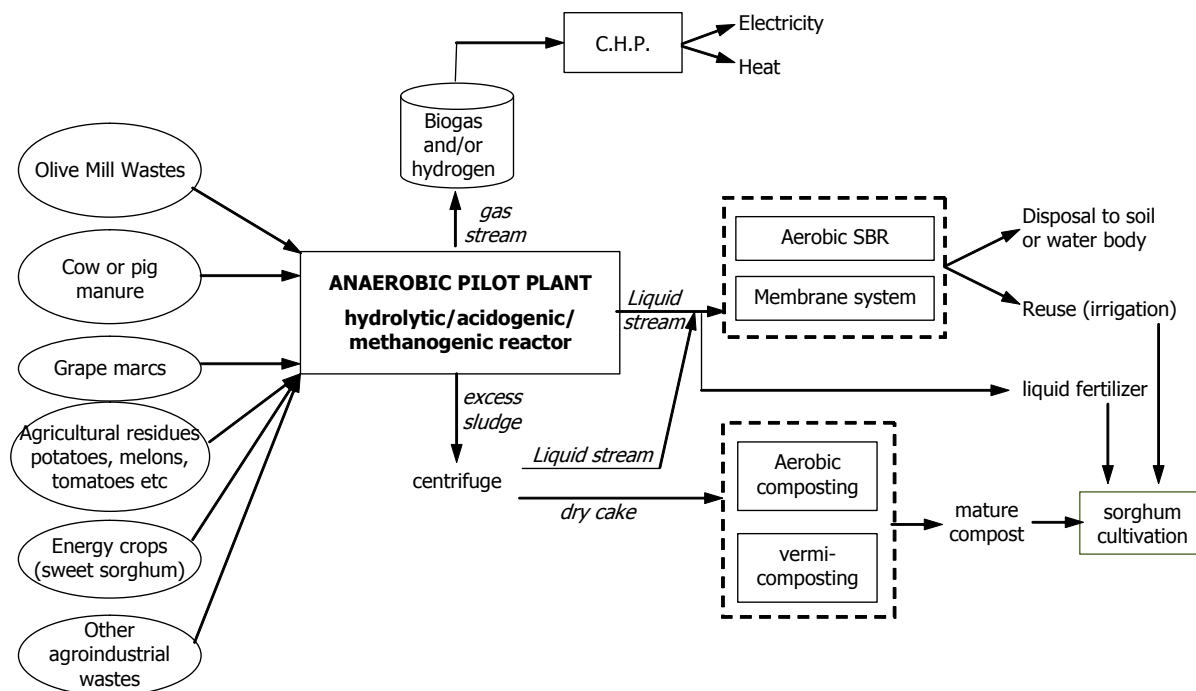 Electricity
C.H.P.
Heat
Biogas
and/or
hydrogen
Olive Mill Wastes
gas
stream
Disposal to soil
or water body
Aerobic SBR
Cow or pig
manure
ANAEROBIC PILOT PLANT
hydrolytic/acidogenic/
methanogenic reactor
Liquid
stream
Membrane system
Reuse (irrigation)
Grape marcs
excess
sludge
liquid fertilizer
Agricultural residues
potatoes, melons,
tomatoes etc
Liquid stream
centrifuge
dry cake
Aerobic
composting
mature
compost
sorghum
cultivation
Energy crops
(sweet sorghum)
vermi-
composting
Other
agroindustrial
wastes